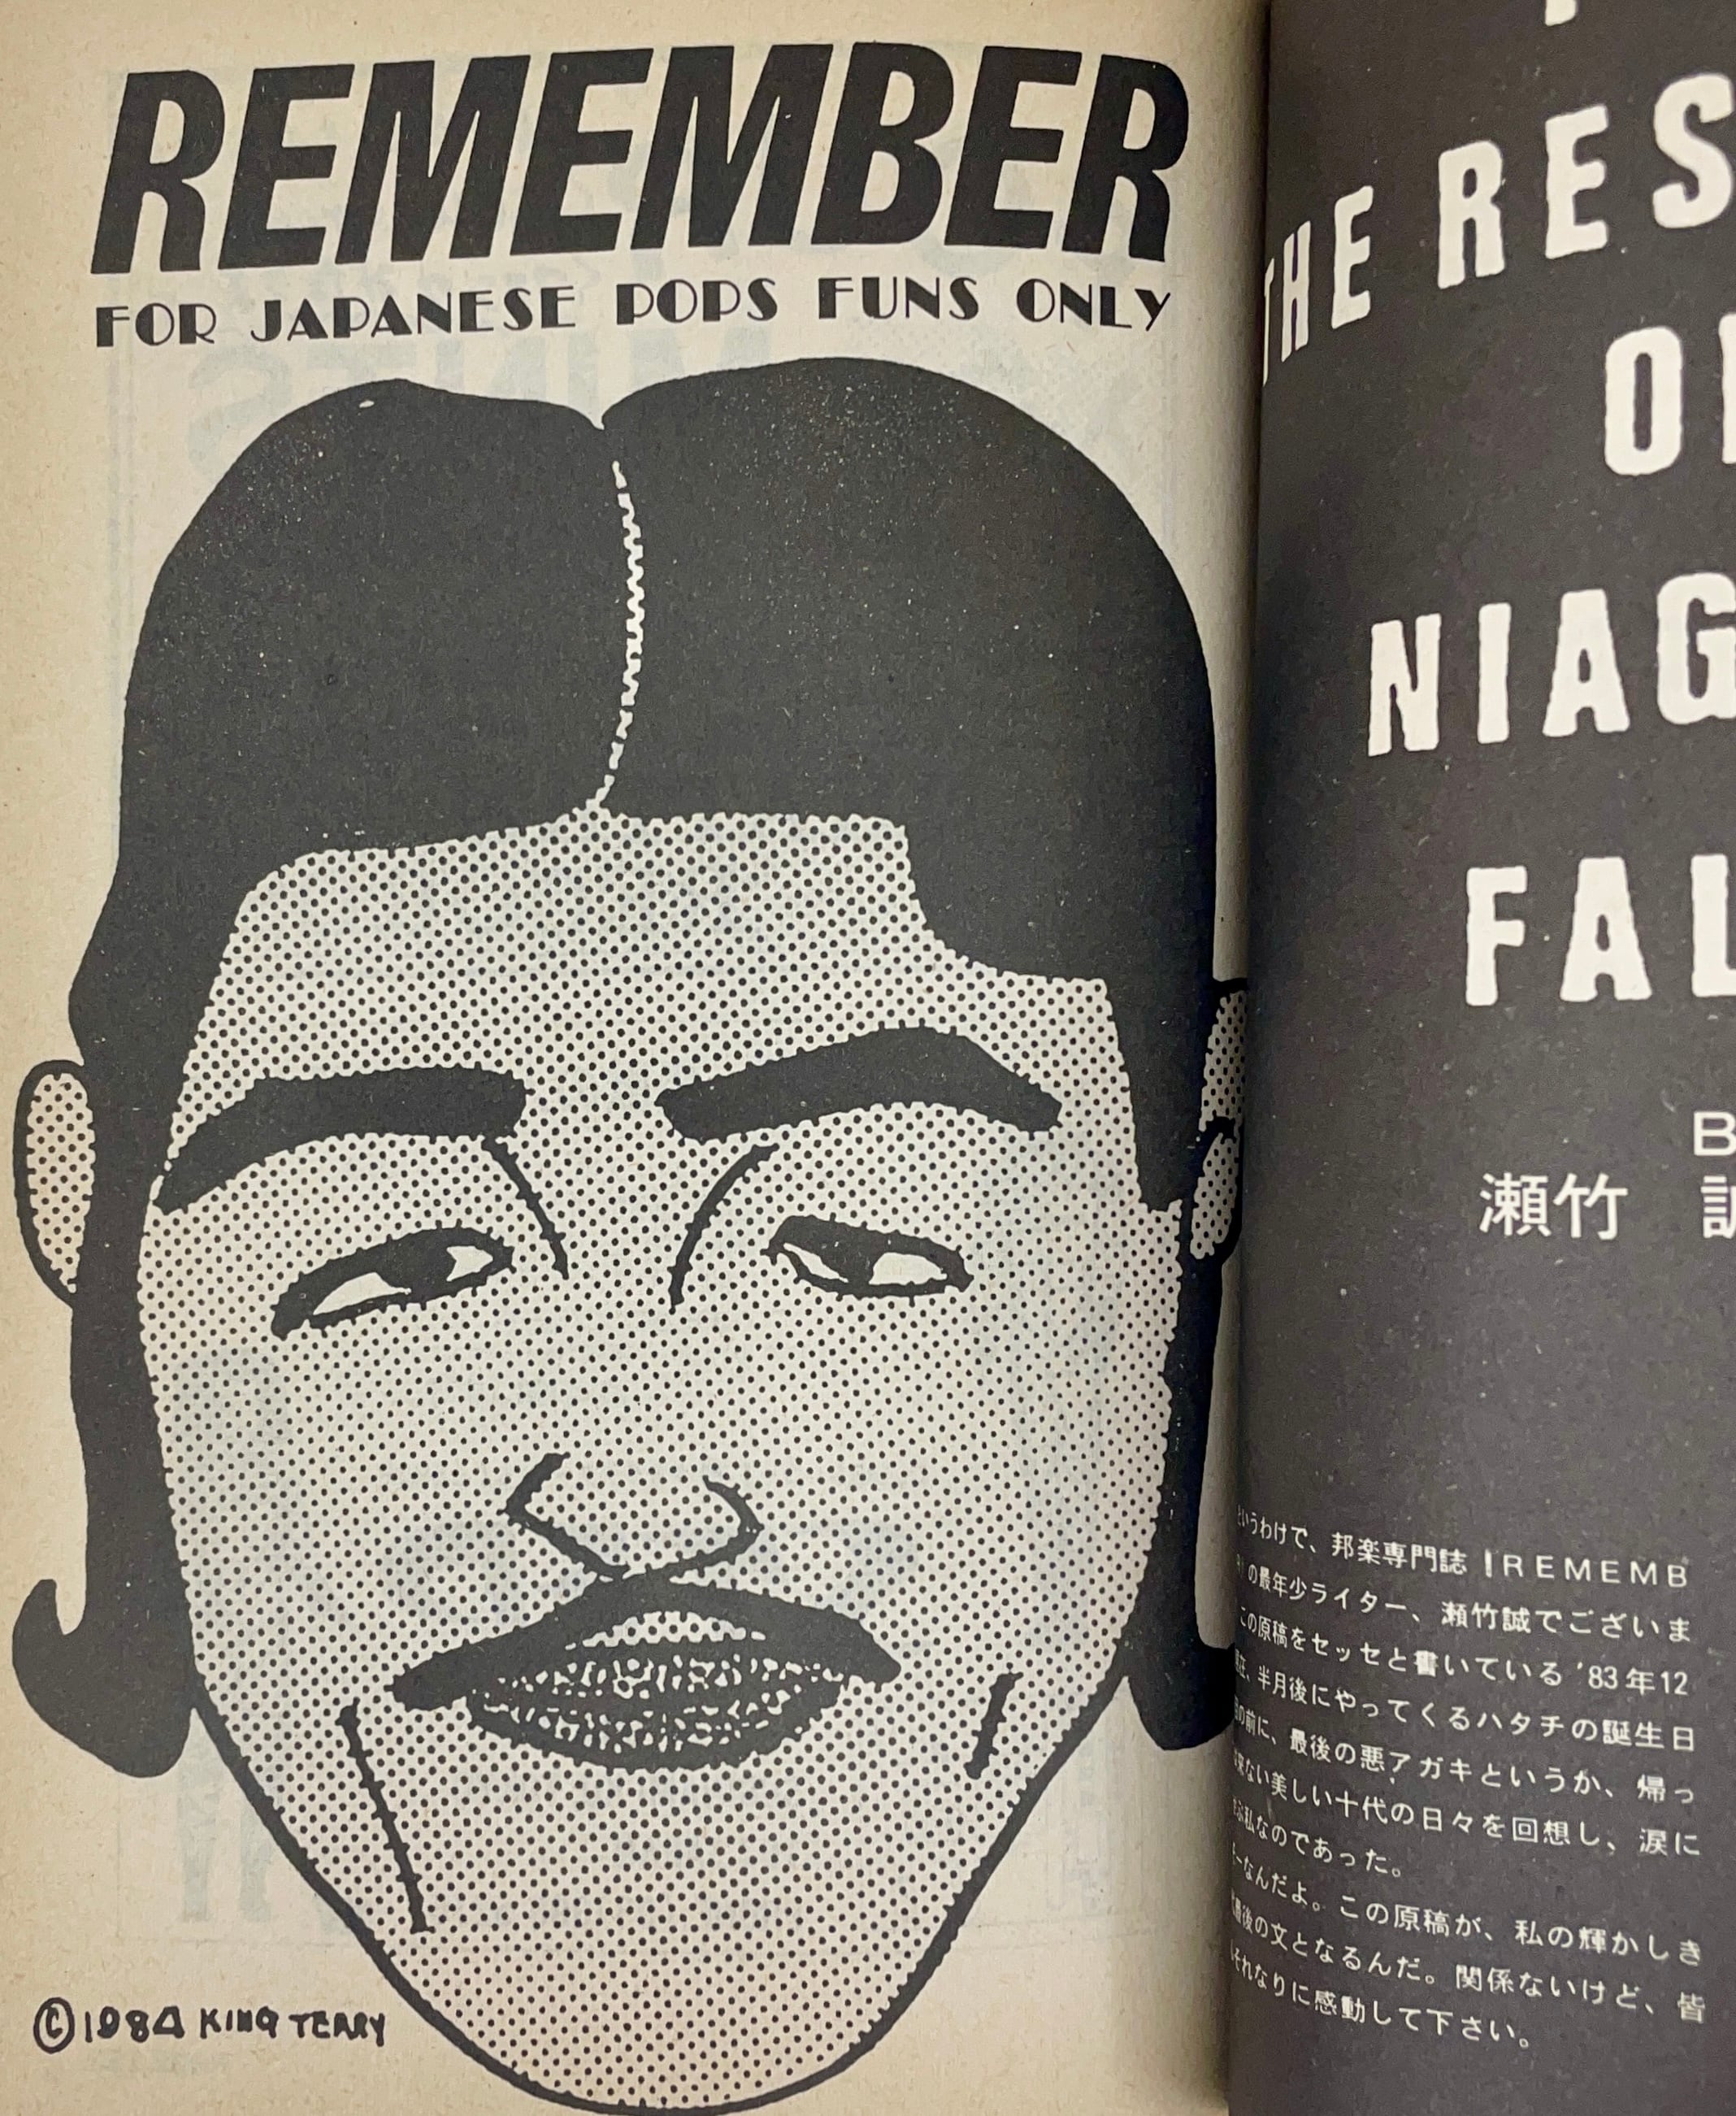 REMEMBER
FOR JAPANESE POPS FUNS ONLY
©1984 KING TERRY
THE RES
OF
NIAG
FAL
B
瀬竹
いうわけで、邦楽専門誌 !REMEMB
の最年少ライター、瀬竹誠でございま
この原稿をセッセと書いている '83年12
、半月後にやってくるハタチの誕生日
の前に、最後の悪アガキというか、帰っ
来ない美しい十代の日々を回想し、涙に
ぶ私なのであった。
ーなんだよ。この原稿が、私の輝かしき
最後の文となるんだ。関係ないけど、皆
それなりに感動して下さい。